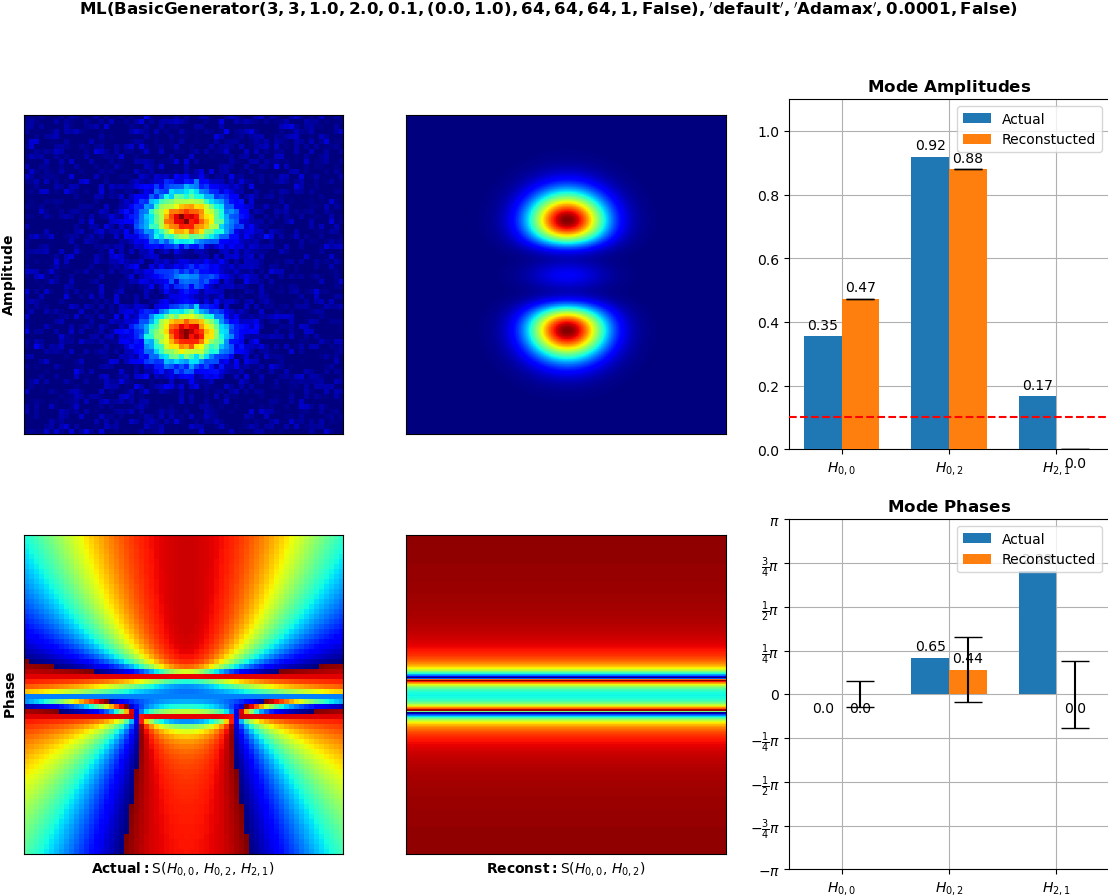 ML(BasicGenerator(3, 3, 1.0, 2.0, 0.1, (0.0, 1.0), 64, 64, 64, 1, False), ′default′, ′Adamax′, 0.0001, False)
Amplitude
Mode Amplitudes
Actual
Reconstucted
1.0
0.8
0.6
0.4
0.2
0.0
0.35
0.47
0.92
0.88
0.17
0.0
H0,0
H0,2
H2,1
Phase
Actual: S(H0,0, H0,2, H2,1)
Reconst: S(H0,0, H0,2)
Mode Phases
Actual
Reconstucted
π
3/4π
1/2π
1/4π
0
−1/4π
−1/2π
−3/4π
−π
0.0
0.0
0.65
0.44
0.0
H0,0
H0,2
H2,1